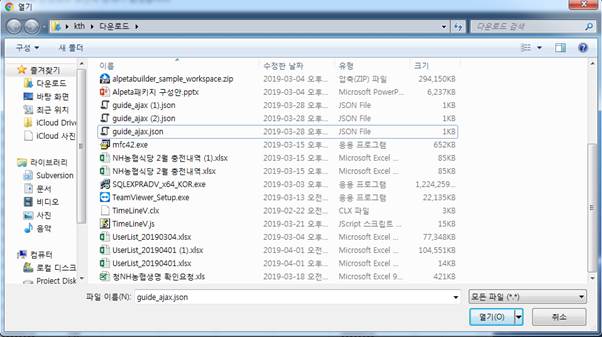 열기
kth ▸ 다운로드 ▸
다운로드 검색
구성 ▼ 새 폴더
이름 수정한 날짜 유형 크기
즐겨찾기
다운로드
바탕 화면
최근 위치
iCloud Drive
iCloud 사진
라이브러리
Subversion
문서
비디오
사진
음악
컴퓨터
로컬 디스크
Project Disk
alpetabuilder_sample_workspace.zip 2019-03-04 오후... 압축(ZIP) 파일 294,150KB
Alpeta패키지 구성안.pptx 2019-03-04 오후... Microsoft PowerP... 6,237KB
guide_ajax (1).json 2019-03-28 오후... JSON File 1KB
guide_ajax (2).json 2019-03-28 오후... JSON File 1KB
guide_ajax.json 2019-03-28 오후... JSON File 1KB
mfc42.exe 2019-03-15 오후... 응용 프로그램 652KB
NH농협식당 2월 충전내역 (1).xlsx 2019-03-15 오후... Microsoft Excel ... 85KB
NH농협식당 2월 충전내역.xlsx 2019-03-15 오후... Microsoft Excel ... 85KB
SQLEXPRADV_x64_KOR.exe 2019-03-07 오전... 응용 프로그램 1,224,259...
TeamViewer_Setup.exe 2019-03-13 오전... 응용 프로그램 22,135KB
TimeLineV.clx 2019-02-22 오전... CLX 파일 3KB
TimeLineV.js JScript 스크립트 ... 15KB
UserList_20190304.xlsx 2019-03-04 오후... Microsoft Excel ... 77,348KB
UserList_20190401 (1).xlsx 2019-04-01 오후... Microsoft Excel ... 104,551KB
UserList_20190401.xlsx 2019-04-01 오후... Microsoft Excel ... 14KB
청NH농협생명 확인요청.xls 2019-03-18 오전... Microsoft Excel 9... 421KB
파일 이름(N): guide_ajax.json
모든 파일 (*.*)
열기(O) 취소